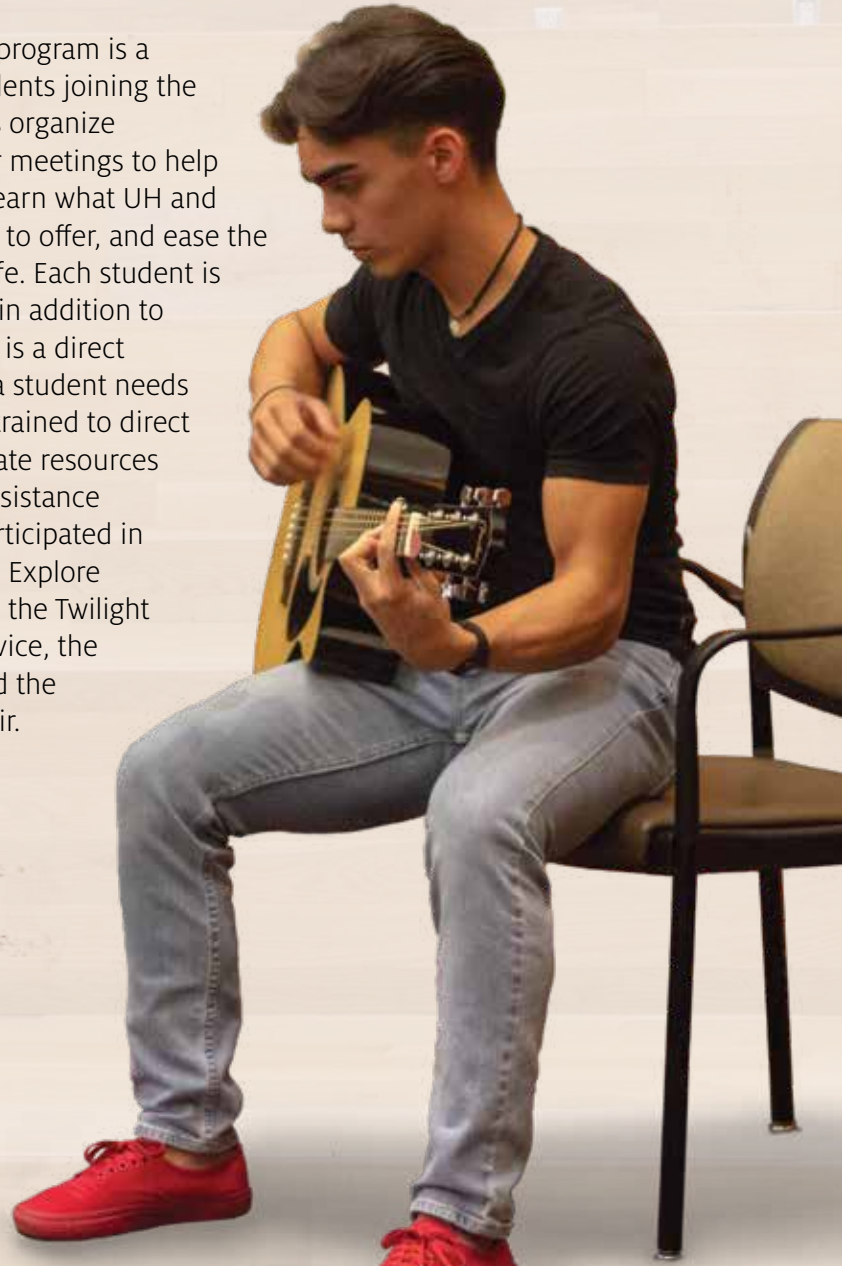 program is a
dents joining the
s organize
r meetings to help
earn what UH and
to offer, and ease the
fe. Each student is
in addition to
is a direct
a student needs
rained to direct
ate resources
sistance
rticipated in
Explore
the Twilight
vice, the
d the
ir.